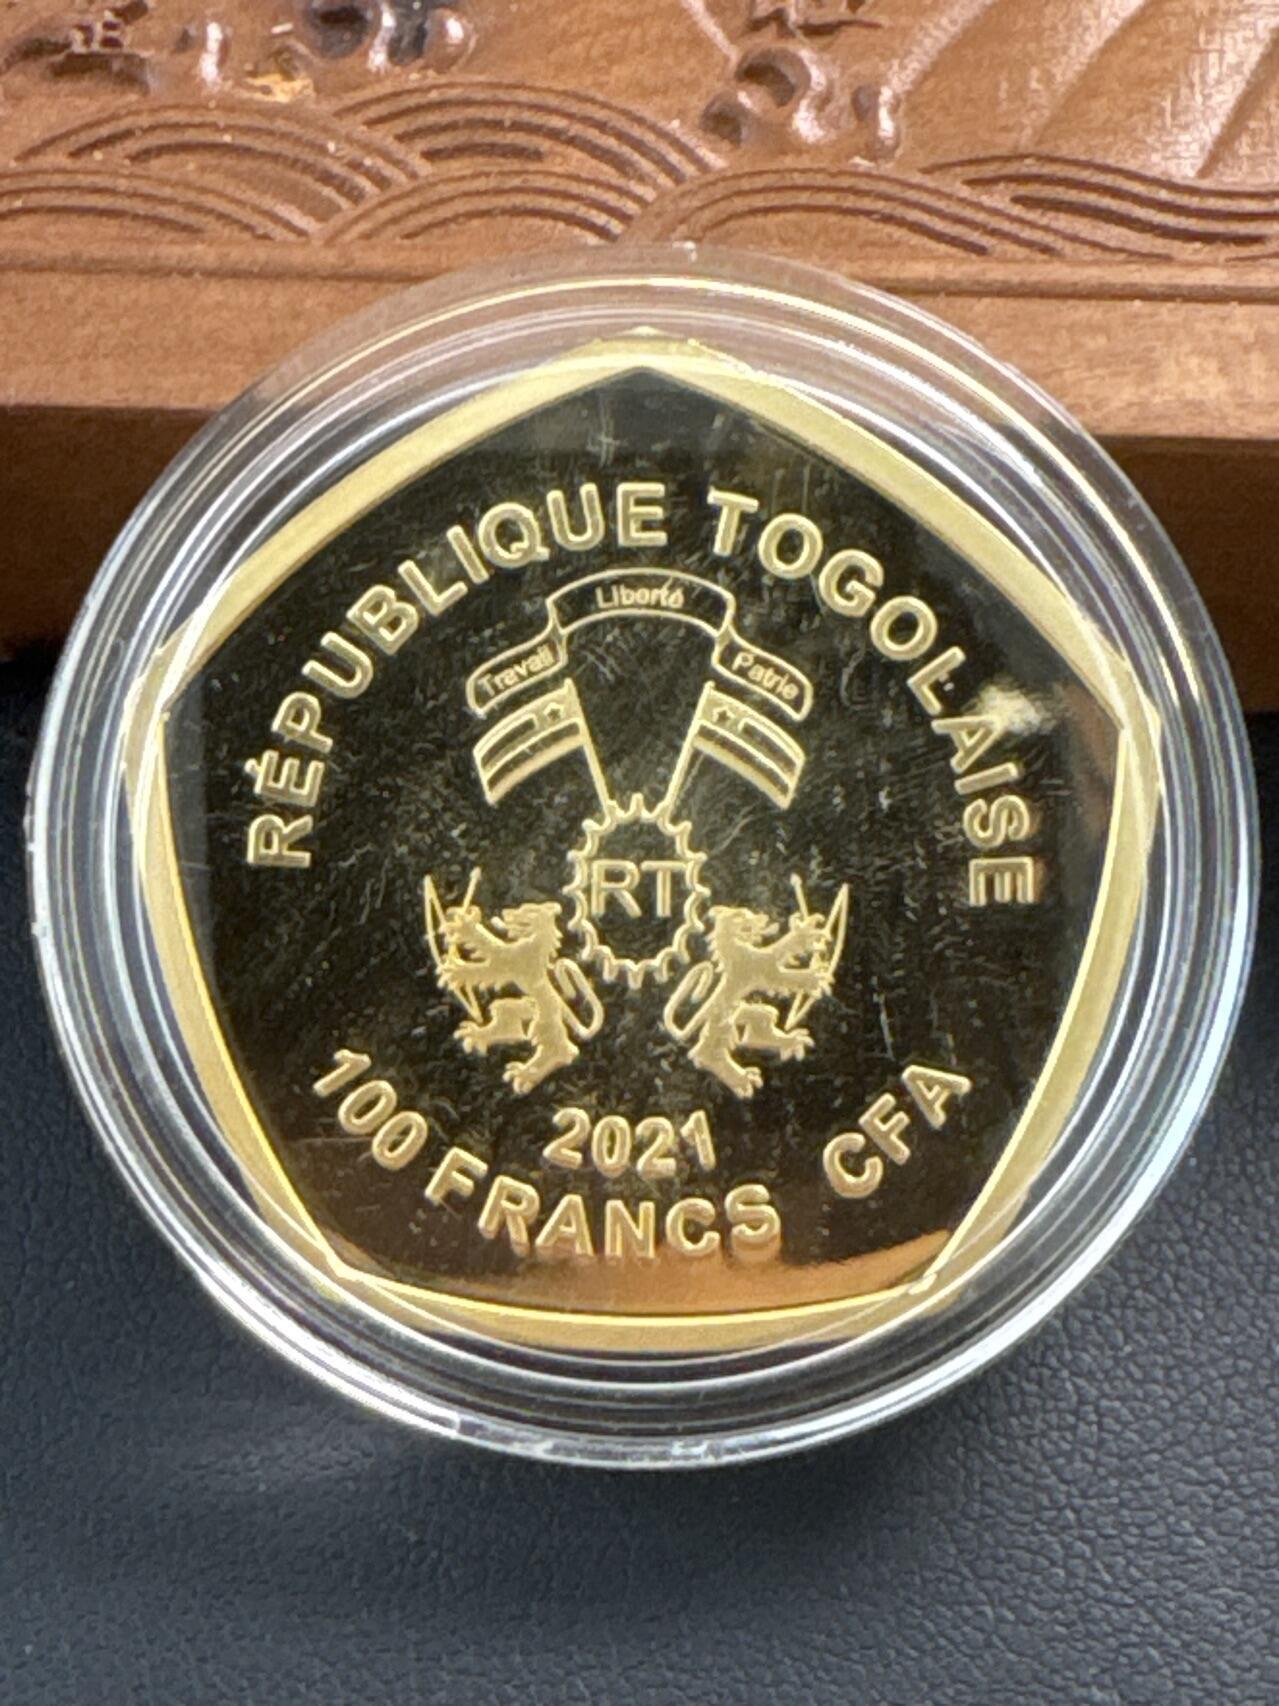 RÉPUBLIQUE TOGOLAISE
Liberté
Travail
Patrie
RT
2021
100 FRANCS CFA